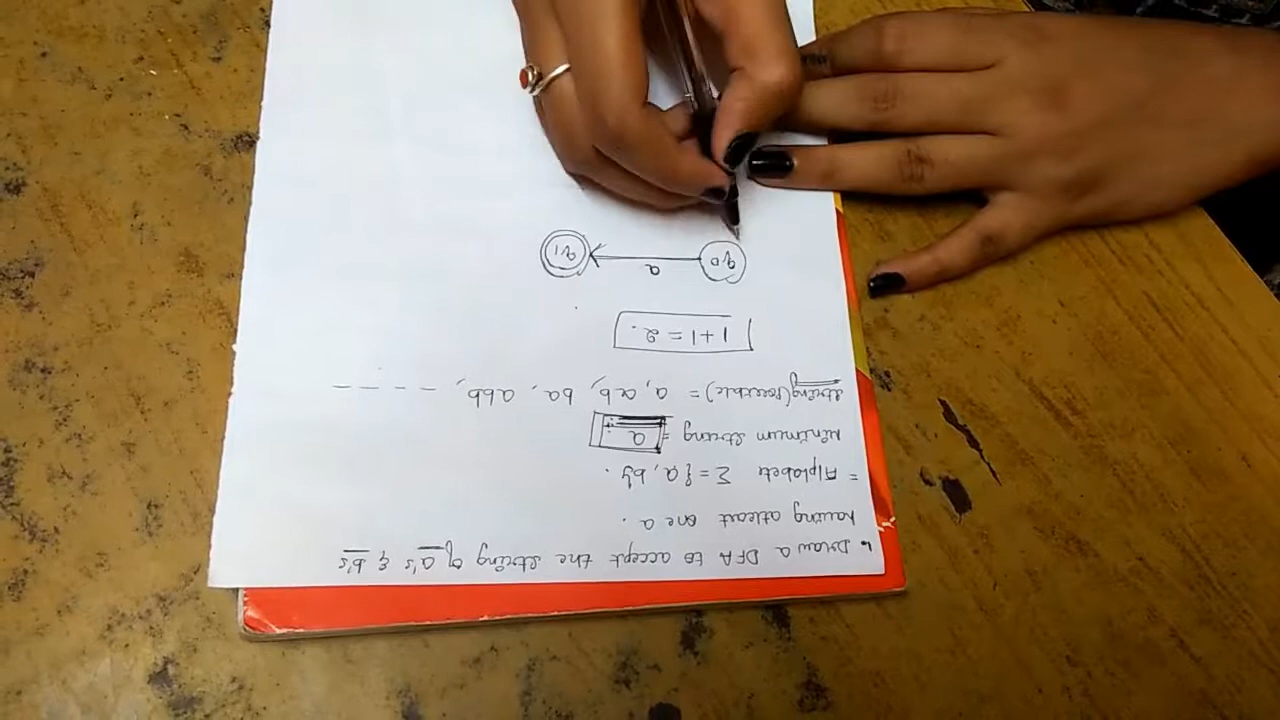 1. Draw a DFA to accept the string of a's & b's
having atleast one a.
= Alphabets Σ = {a, b}.
Minimum string = a
string(possible) = a, ab, ba, abb, - - - -
1+1 = 2.
q0 a q1